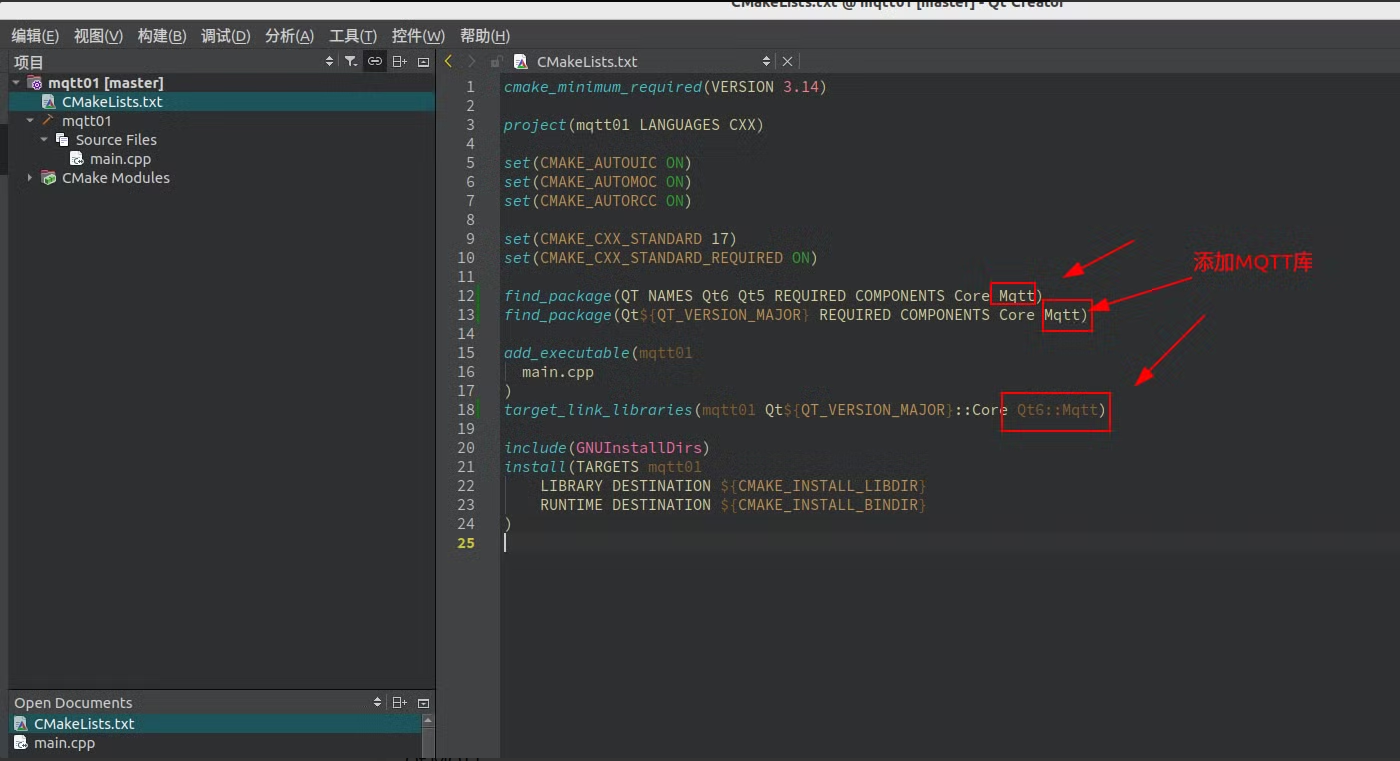 CMakeLists.txt @ mqtt01 [master] - Qt Creator
编辑(E) 视图(V) 构建(B) 调试(D) 分析(A) 工具(T) 控件(W) 帮助(H)
项目
CMakeLists.txt
mqtt01 [master]
CMakeLists.txt
mqtt01
Source Files
main.cpp
CMake Modules
1 cmake_minimum_required(VERSION 3.14)
2
3 project(mqtt01 LANGUAGES CXX)
4
5 set(CMAKE_AUTOUIC ON)
6 set(CMAKE_AUTOMOC ON)
7 set(CMAKE_AUTORCC ON)
8
9 set(CMAKE_CXX_STANDARD 17)
10 set(CMAKE_CXX_STANDARD_REQUIRED ON)
11
12 find_package(QT NAMES Qt6 Qt5 REQUIRED COMPONENTS Core Mqtt)
13 find_package(Qt${QT_VERSION_MAJOR} REQUIRED COMPONENTS Core Mqtt)
14
15 add_executable(mqtt01
16 main.cpp
17 )
18 target_link_libraries(mqtt01 Qt${QT_VERSION_MAJOR}::Core Qt6::Mqtt)
19
20 include(GNUInstallDirs)
21 install(TARGETS mqtt01
22 LIBRARY DESTINATION ${CMAKE_INSTALL_LIBDIR}
23 RUNTIME DESTINATION ${CMAKE_INSTALL_BINDIR}
24 )
25
添加MQTT库
Open Documents
CMakeLists.txt
main.cpp